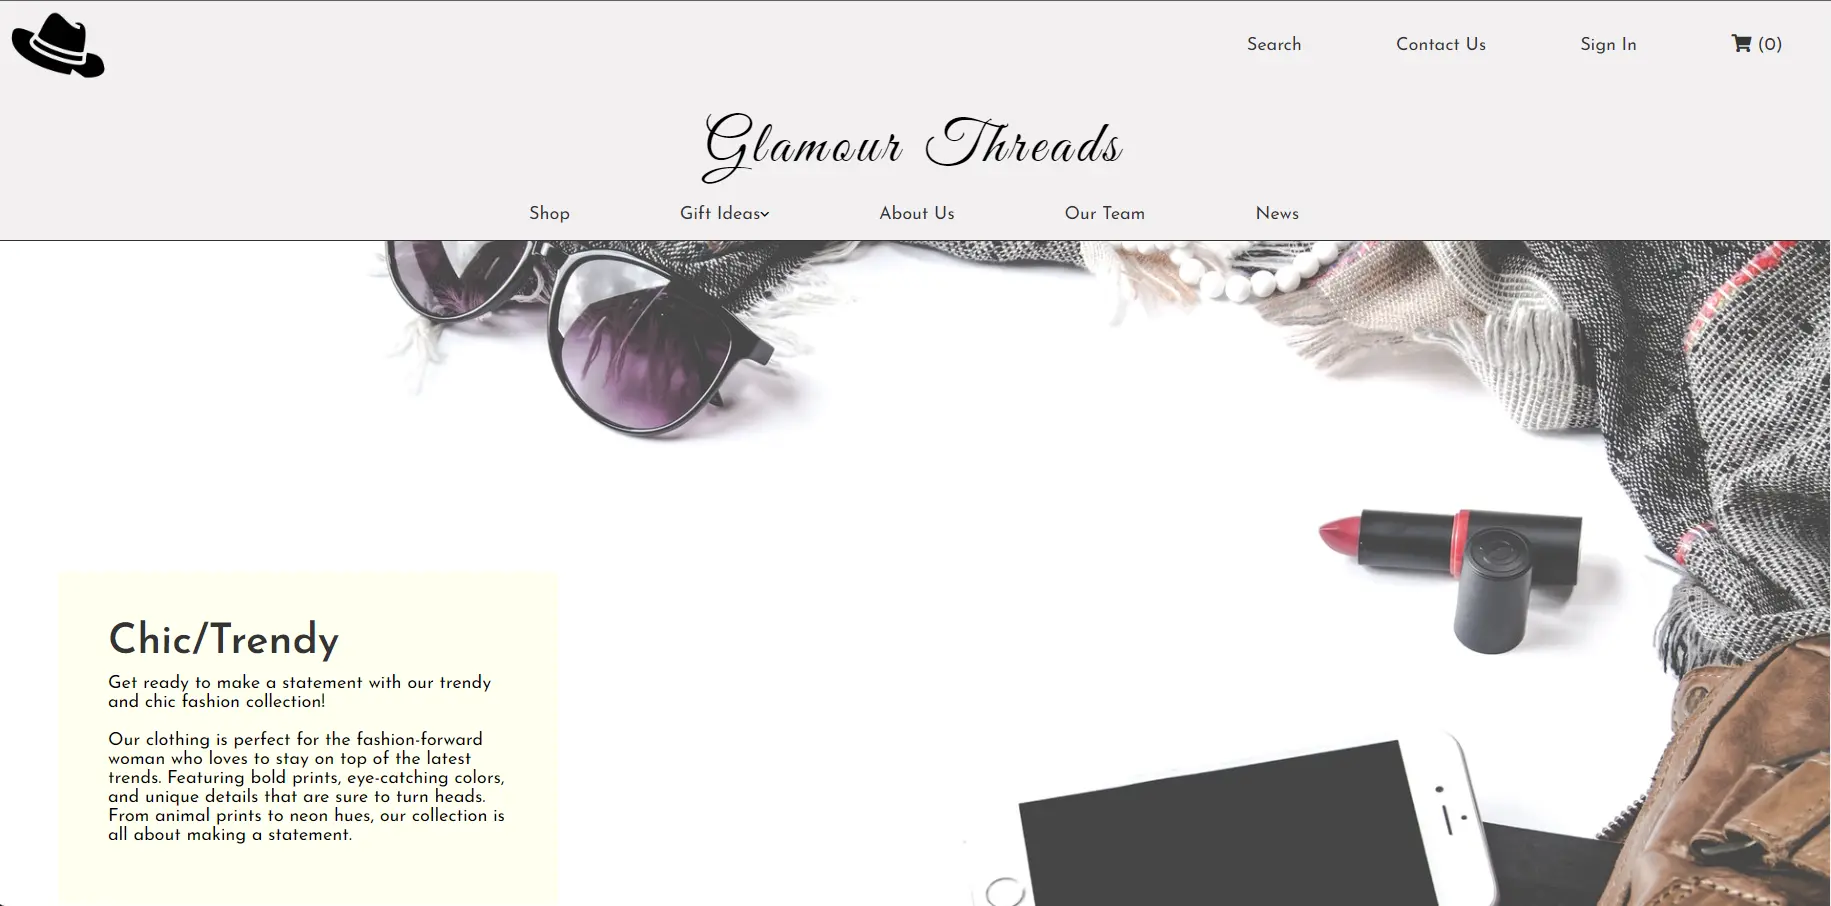 Search Contact Us Sign In (0)
Glamour Threads
Shop Gift Ideas About Us Our Team News
Chic/Trendy
Get ready to make a statement with our trendy
and chic fashion collection!
Our clothing is perfect for the fashion-forward
woman who loves to stay on top of the latest
trends. Featuring bold prints, eye-catching colors,
and unique details that are sure to turn heads.
From animal prints to neon hues, our collection is
all about making a statement.